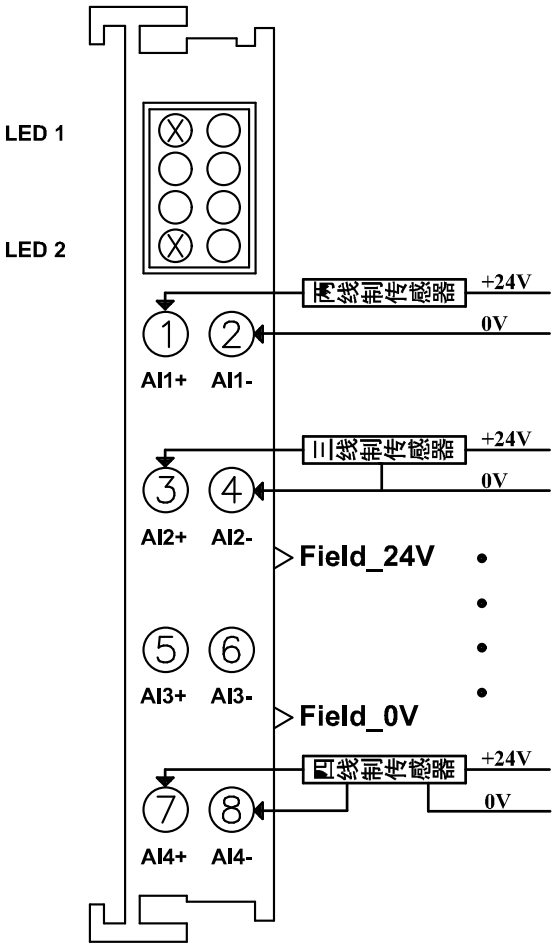 LED 1
LED 2
两线制传感器 +24V
0V
1 2
AI1+ AI1-
三线制传感器 +24V
0V
3 4
AI2+ AI2-
Field_24V
5 6
AI3+ AI3-
Field_0V
四线制传感器 +24V
0V
7 8
AI4+ AI4-